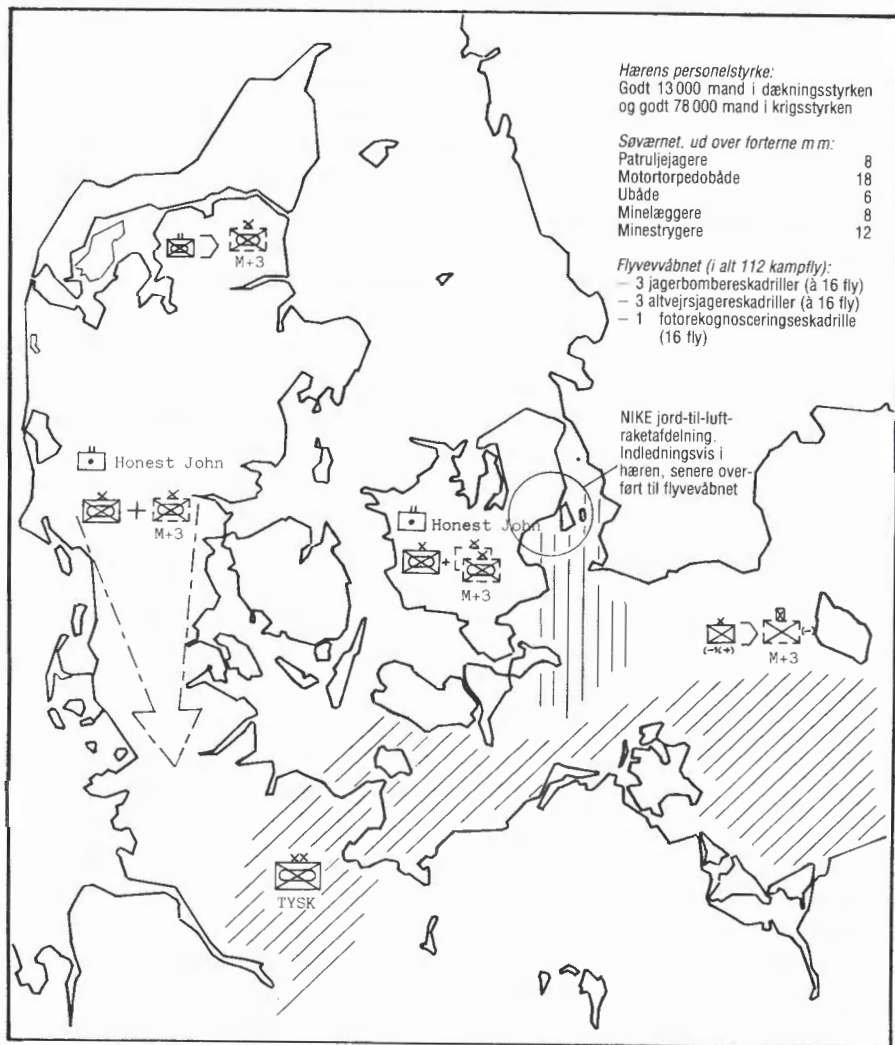 Hærens personelstyrke:
Godt 13 000 mand i dækningsstyrken
og godt 78 000 mand i krigsstyrken
Søværnet, ud over forterne m m:
Patruljejagere 8
Motortorpedobåde 18
Ubåde 6
Minelæggere 8
Minestrygere 12
Flyvevvåbnet (i alt 112 kampfly):
– 3 jagerbombereskadriller (à 16 fly)
– 3 altvejrsjagereskadriller (à 16 fly)
– 1 fotorekognosceringseskadrille
(16 fly)
M+3
NIKE jord-til-luft-
raketafdelning.
Indledningsvis i
hæren, senere over-
ført til flyvevåbnet
Honest John
+
M+3
Honest John
+
M+3
(-)
M+3
XX
TYSK